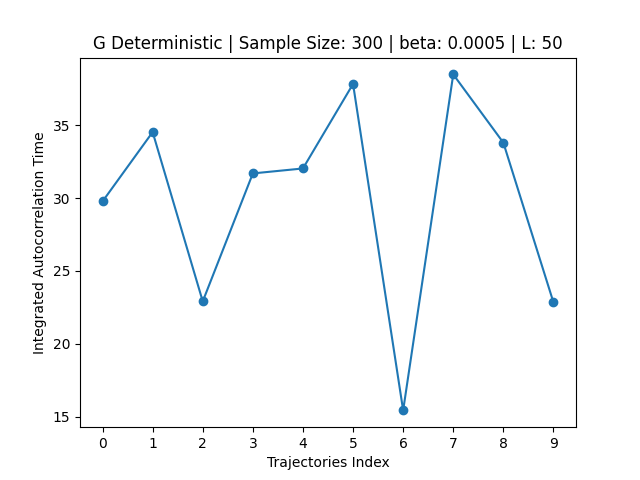 G Deterministic | Sample Size: 300 | beta: 0.0005 | L: 50
Integrated Autocorrelation Time
35
30
25
20
15
0 1 2 3 4 5 6 7 8 9
Trajectories Index